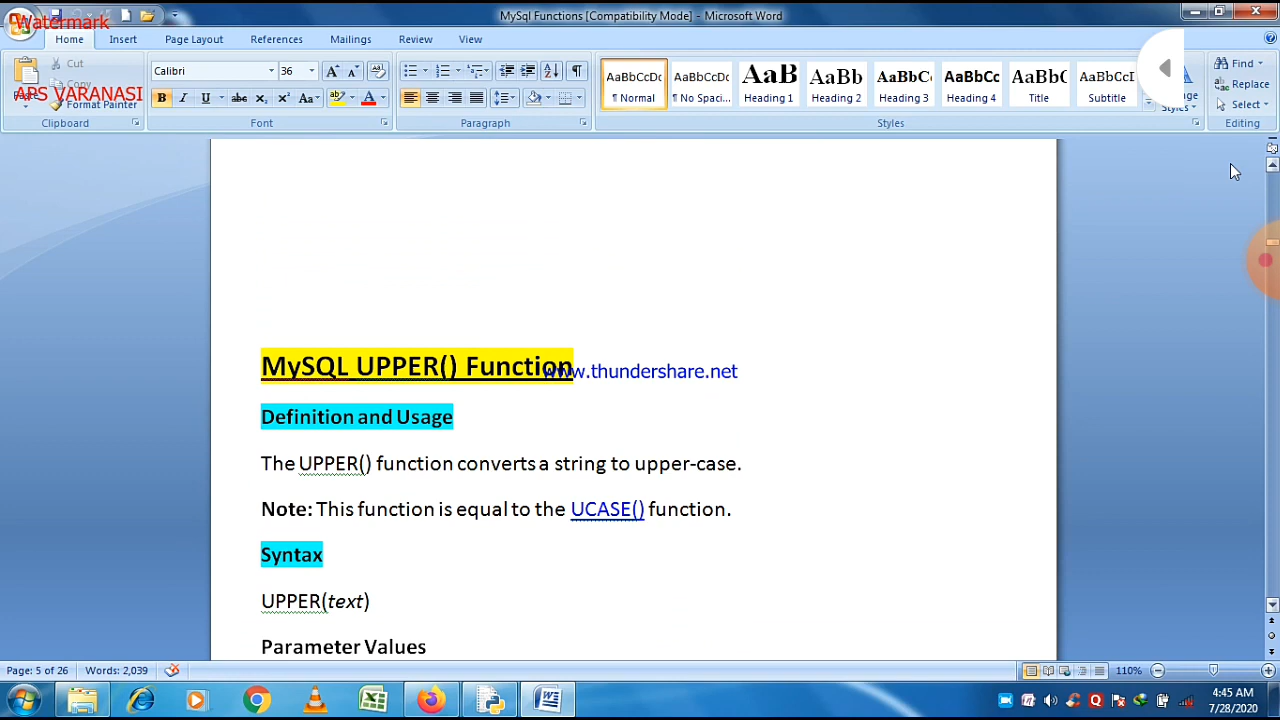 MySql Functions [Compatibility Mode] - Microsoft Word
Watermark
Home Insert Page Layout References Mailings Review View
Cut
Copy
APS VARANASI
Format Painter
Clipboard
Calibri 36
Font
Paragraph
AaBbCcDc AaBbCcDc AaB AaBb AaBbCc AaBbCc AaBbC AaBbCcI
¶ Normal ¶ No Spaci... Heading 1 Heading 2 Heading 3 Heading 4 Title Subtitle
Styles
Find
Replace
Select
Editing
MySQL UPPER() Function
www.thundershare.net
Definition and Usage
The UPPER() function converts a string to upper-case.
Note: This function is equal to the UCASE() function.
Syntax
UPPER(text)
Parameter Values
Page: 5 of 26 Words: 2,039 110%
4:45 AM
7/28/2020